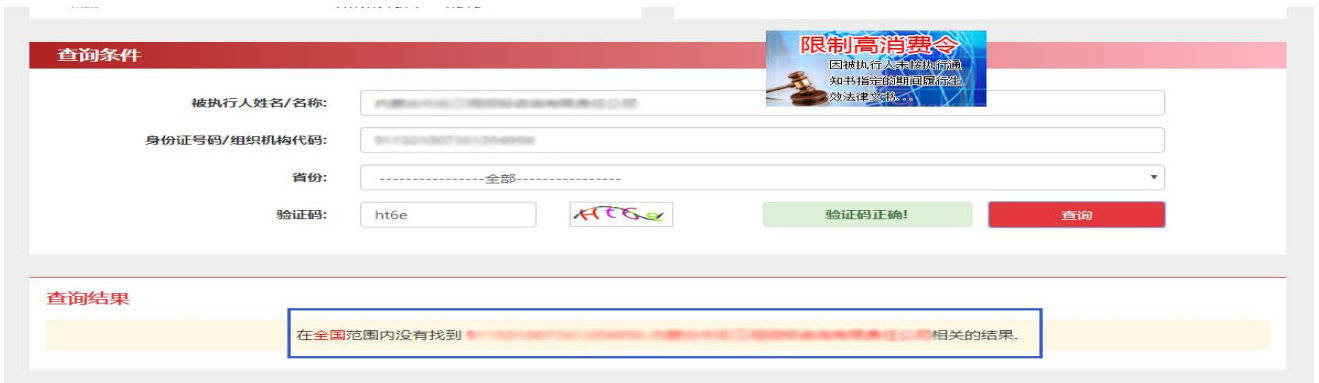 查询条件
限制高消费令
因被执行人未按执行通
知书指定的期间履行生
效法律文书...
被执行人姓名/名称:
身份证号码/组织机构代码:
省份:
----------------全部----------------
验证码:
ht6e
Ht6e
验证码正确!
查询
查询结果
在全国范围内没有找到 相关的结果.